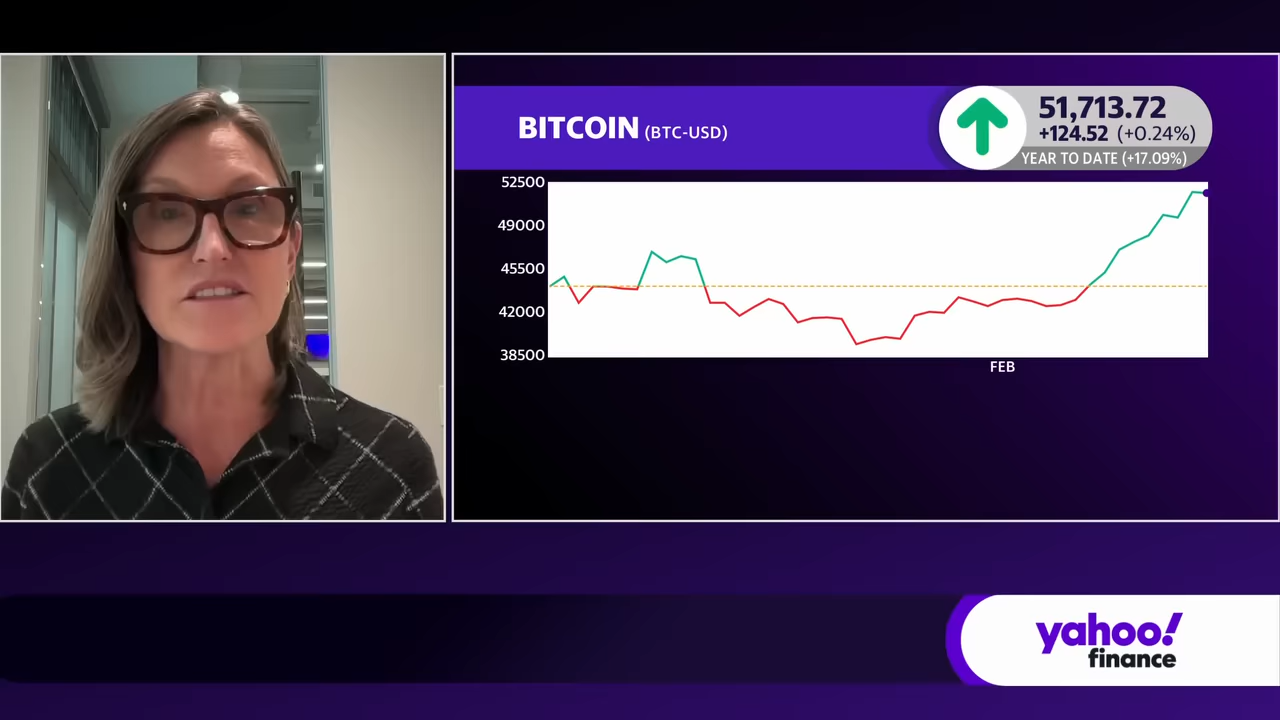 BITCOIN (BTC-USD)
51,713.72
+124.52 (+0.24%)
YEAR TO DATE (+17.09%)
52500
49000
45500
42000
38500
FEB
yahoo!
finance